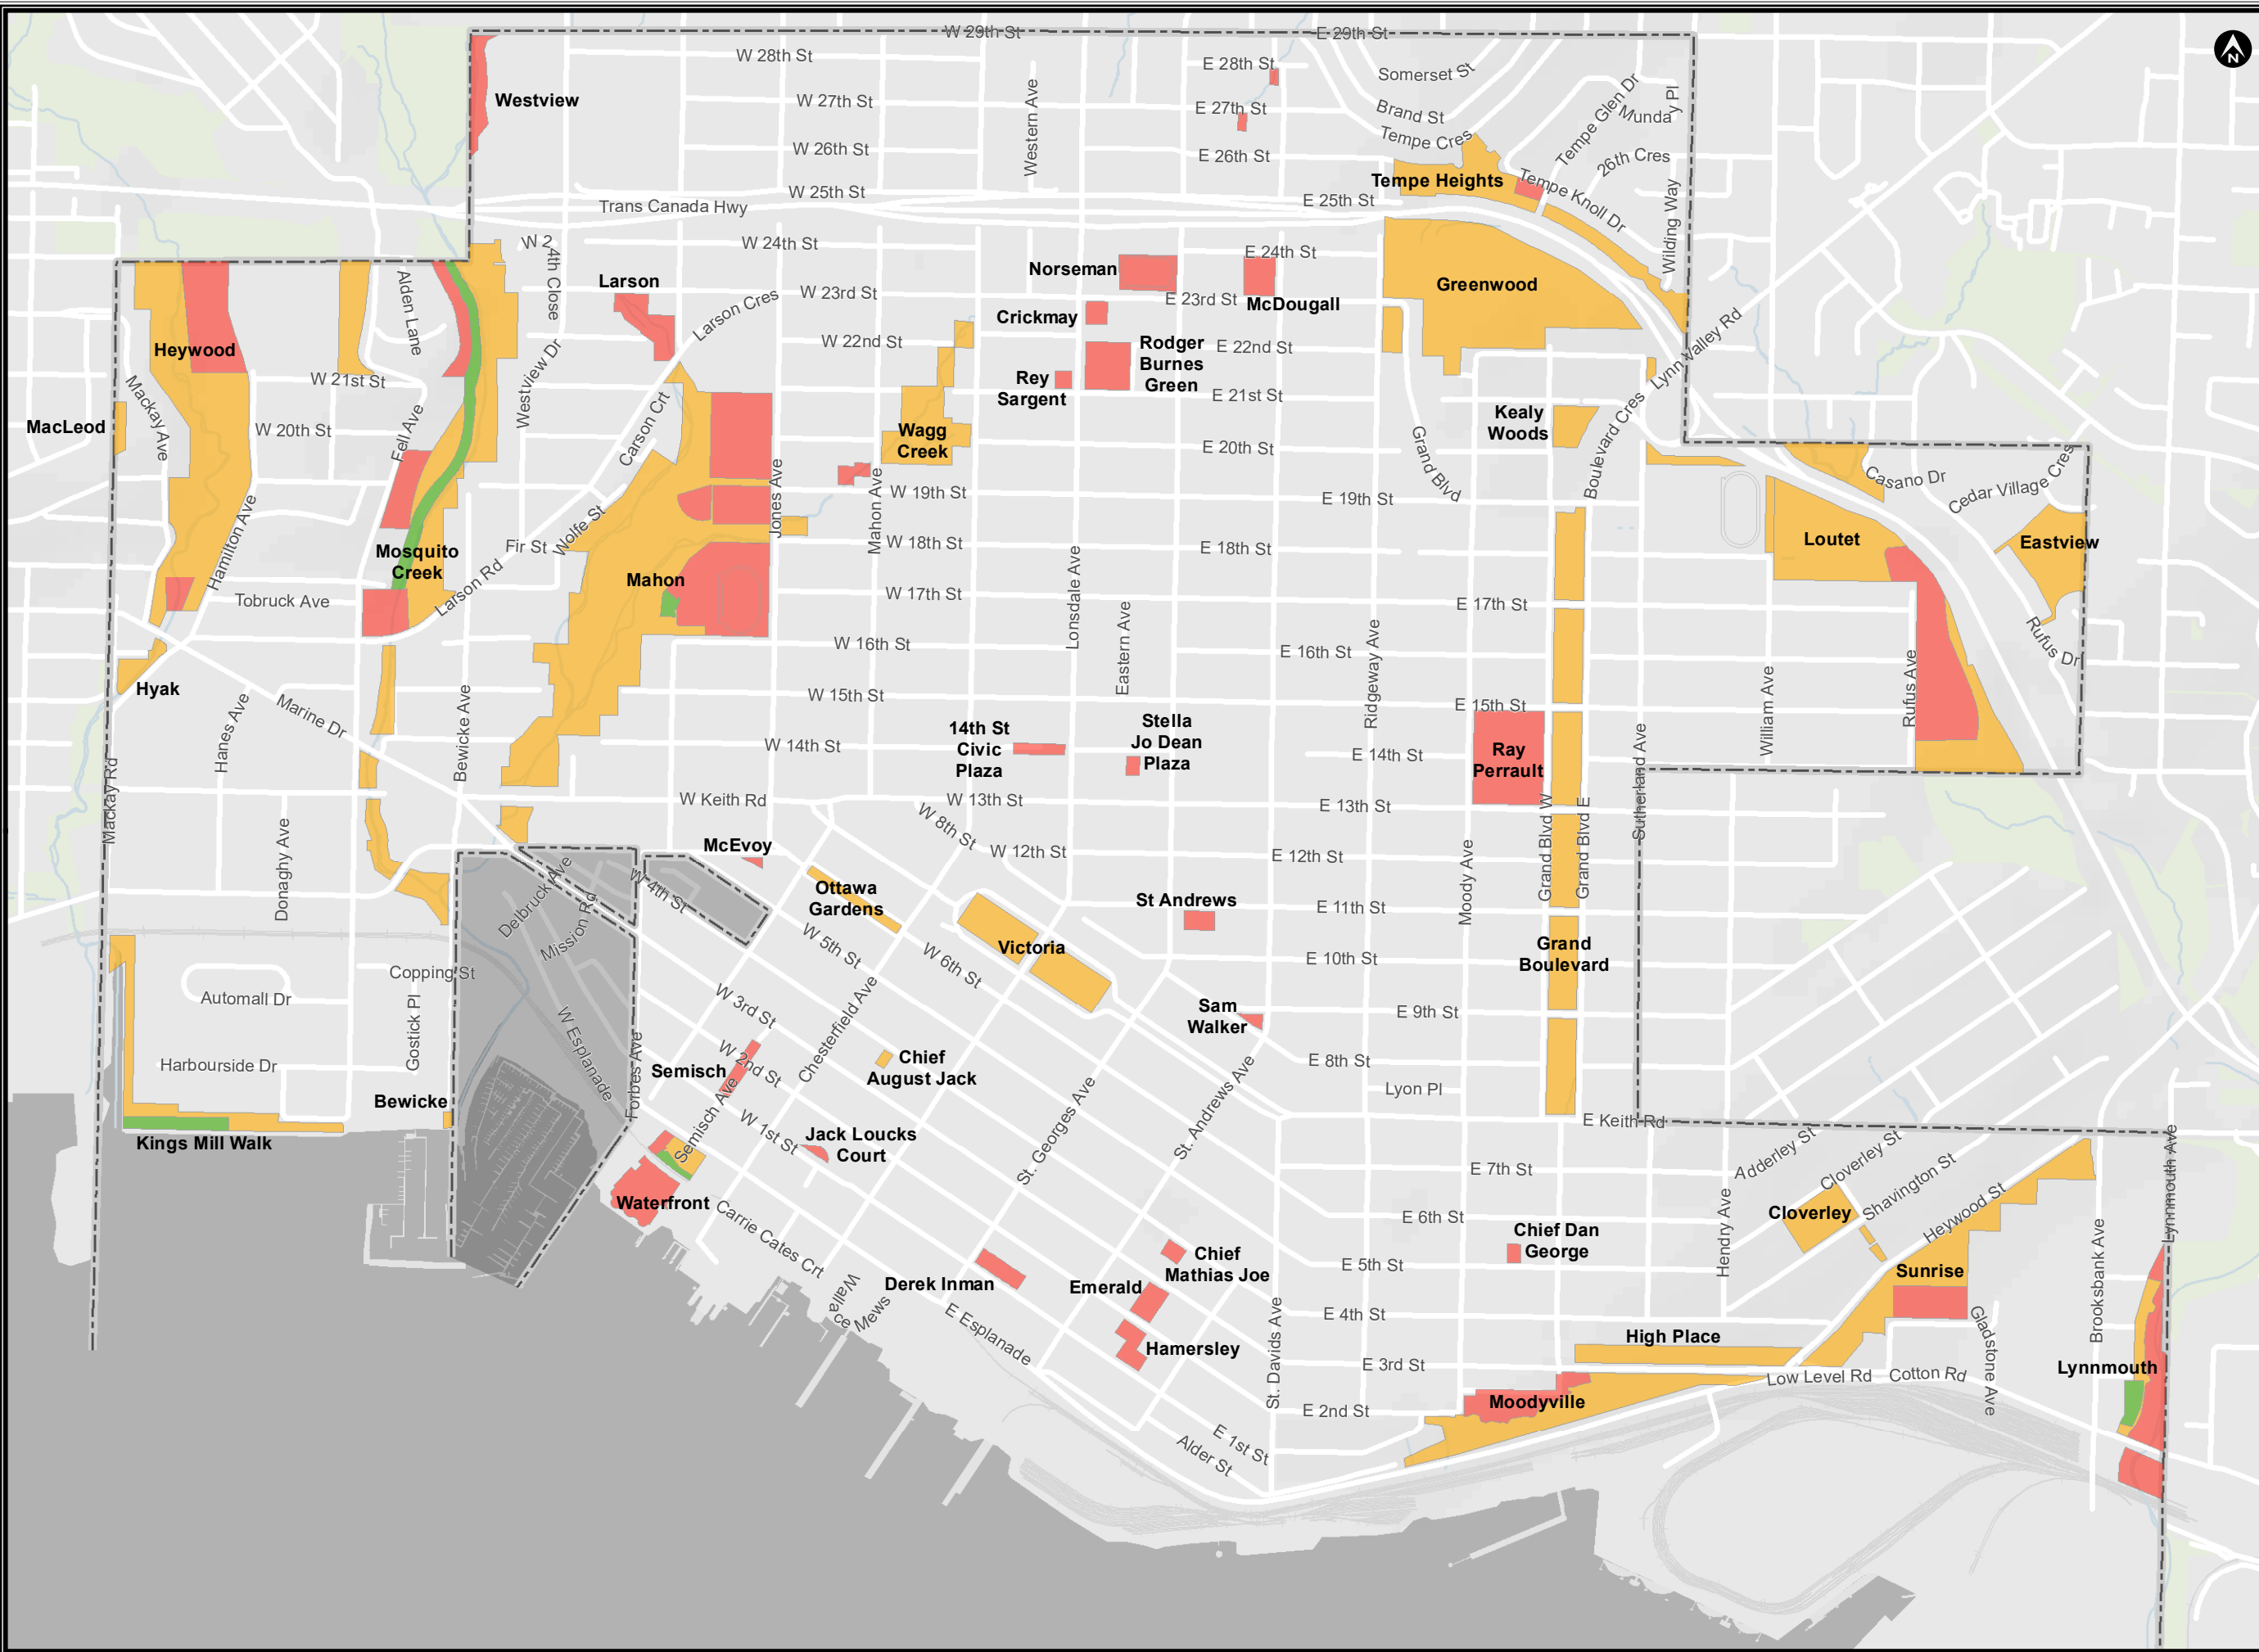 W 29th St
E 29th St
N
W 28th St
E 28th St
Somerset St
Westview
W 27th St
Western Ave
E 27th St
Brand St
Tempe Glen Dr
Munday Pl
W 26th St
E 26th St
Tempe Cres
26th Cres
W 25th St
Tempe Heights
Tempe Knoll Dr
Trans Canada Hwy
E 25th St
Wilding Way
W 24th St
W 24th Close
E 24th St
Larson
Norseman
Greenwood
Alden Lane
W 23rd St
Larson Cres
E 23rd St
McDougall
Crickmay
Heywood
W 22nd St
Rodger
Burnes
Green
E 22nd St
Lynn Valley Rd
W 21st St
Westview Dr
Rey
Sargent
E 21st St
Mackay Ave
MacLeod
W 20th St
Fell Ave
Carson Crt
Wagg
Creek
E 20th St
Kealy
Woods
Boulevard Cres
Grand Blvd
Casano Dr
Cedar Village Cres
Jones Ave
Mahon Ave
W 19th St
E 19th St
Hamilton Ave
Mosquito
Creek
Fir St
Wolfe St
W 18th St
E 18th St
Loutet
Eastview
Larson Rd
Mahon
Tobruck Ave
W 17th St
Lonsdale Ave
Eastern Ave
E 17th St
W 16th St
E 16th St
Ridgeway Ave
Rufus Dr
Hyak
W 15th St
E 15th St
William Ave
Rufus Ave
Hanes Ave
Marine Dr
Bewicke Ave
W 14th St
14th St
Civic
Plaza
Stella
Jo Dean
Plaza
E 14th St
Ray
Perrault
Sutherland Ave
Mackay Rd
W Keith Rd
W 13th St
E 13th St
Grand Blvd W
Grand Blvd E
Donaghy Ave
McEvoy
W 8th St
W 12th St
E 12th St
Moody Ave
Delbruck Ave
Mission Rd
W 4th St
Ottawa
Gardens
St Andrews
E 11th St
W 5th St
W 6th St
Victoria
E 10th St
Grand
Boulevard
Copping St
Automall Dr
Gostick Pl
W Esplanade
Forbes Ave
W 3rd St
Chesterfield Ave
Sam
Walker
E 9th St
Harbourside Dr
Semisch
W 2nd St
Chief
August Jack
E 8th St
Lyon Pl
Bewicke
Kings Mill Walk
Semisch Ave
W 1st St
Jack Loucks
Court
St. Georges Ave
St. Andrews Ave
E Keith Rd
Adderley St
Cloverley St
Shavington St
Lynnmouth Ave
E 7th St
Waterfront
Carrie Cates Crt
Wallace Mews
E 6th St
Hendry Ave
Cloverley
Heywood St
Chief Dan
George
Brooksbank Ave
Chief
Mathias Joe
E 5th St
Sunrise
Derek Inman
Emerald
St. Davids Ave
E 4th St
Gladstone Ave
E Esplanade
Hamersley
E 3rd St
High Place
Low Level Rd
Cotton Rd
Lynnmouth
Moodyville
E 2nd St
E 1st St
Alder St